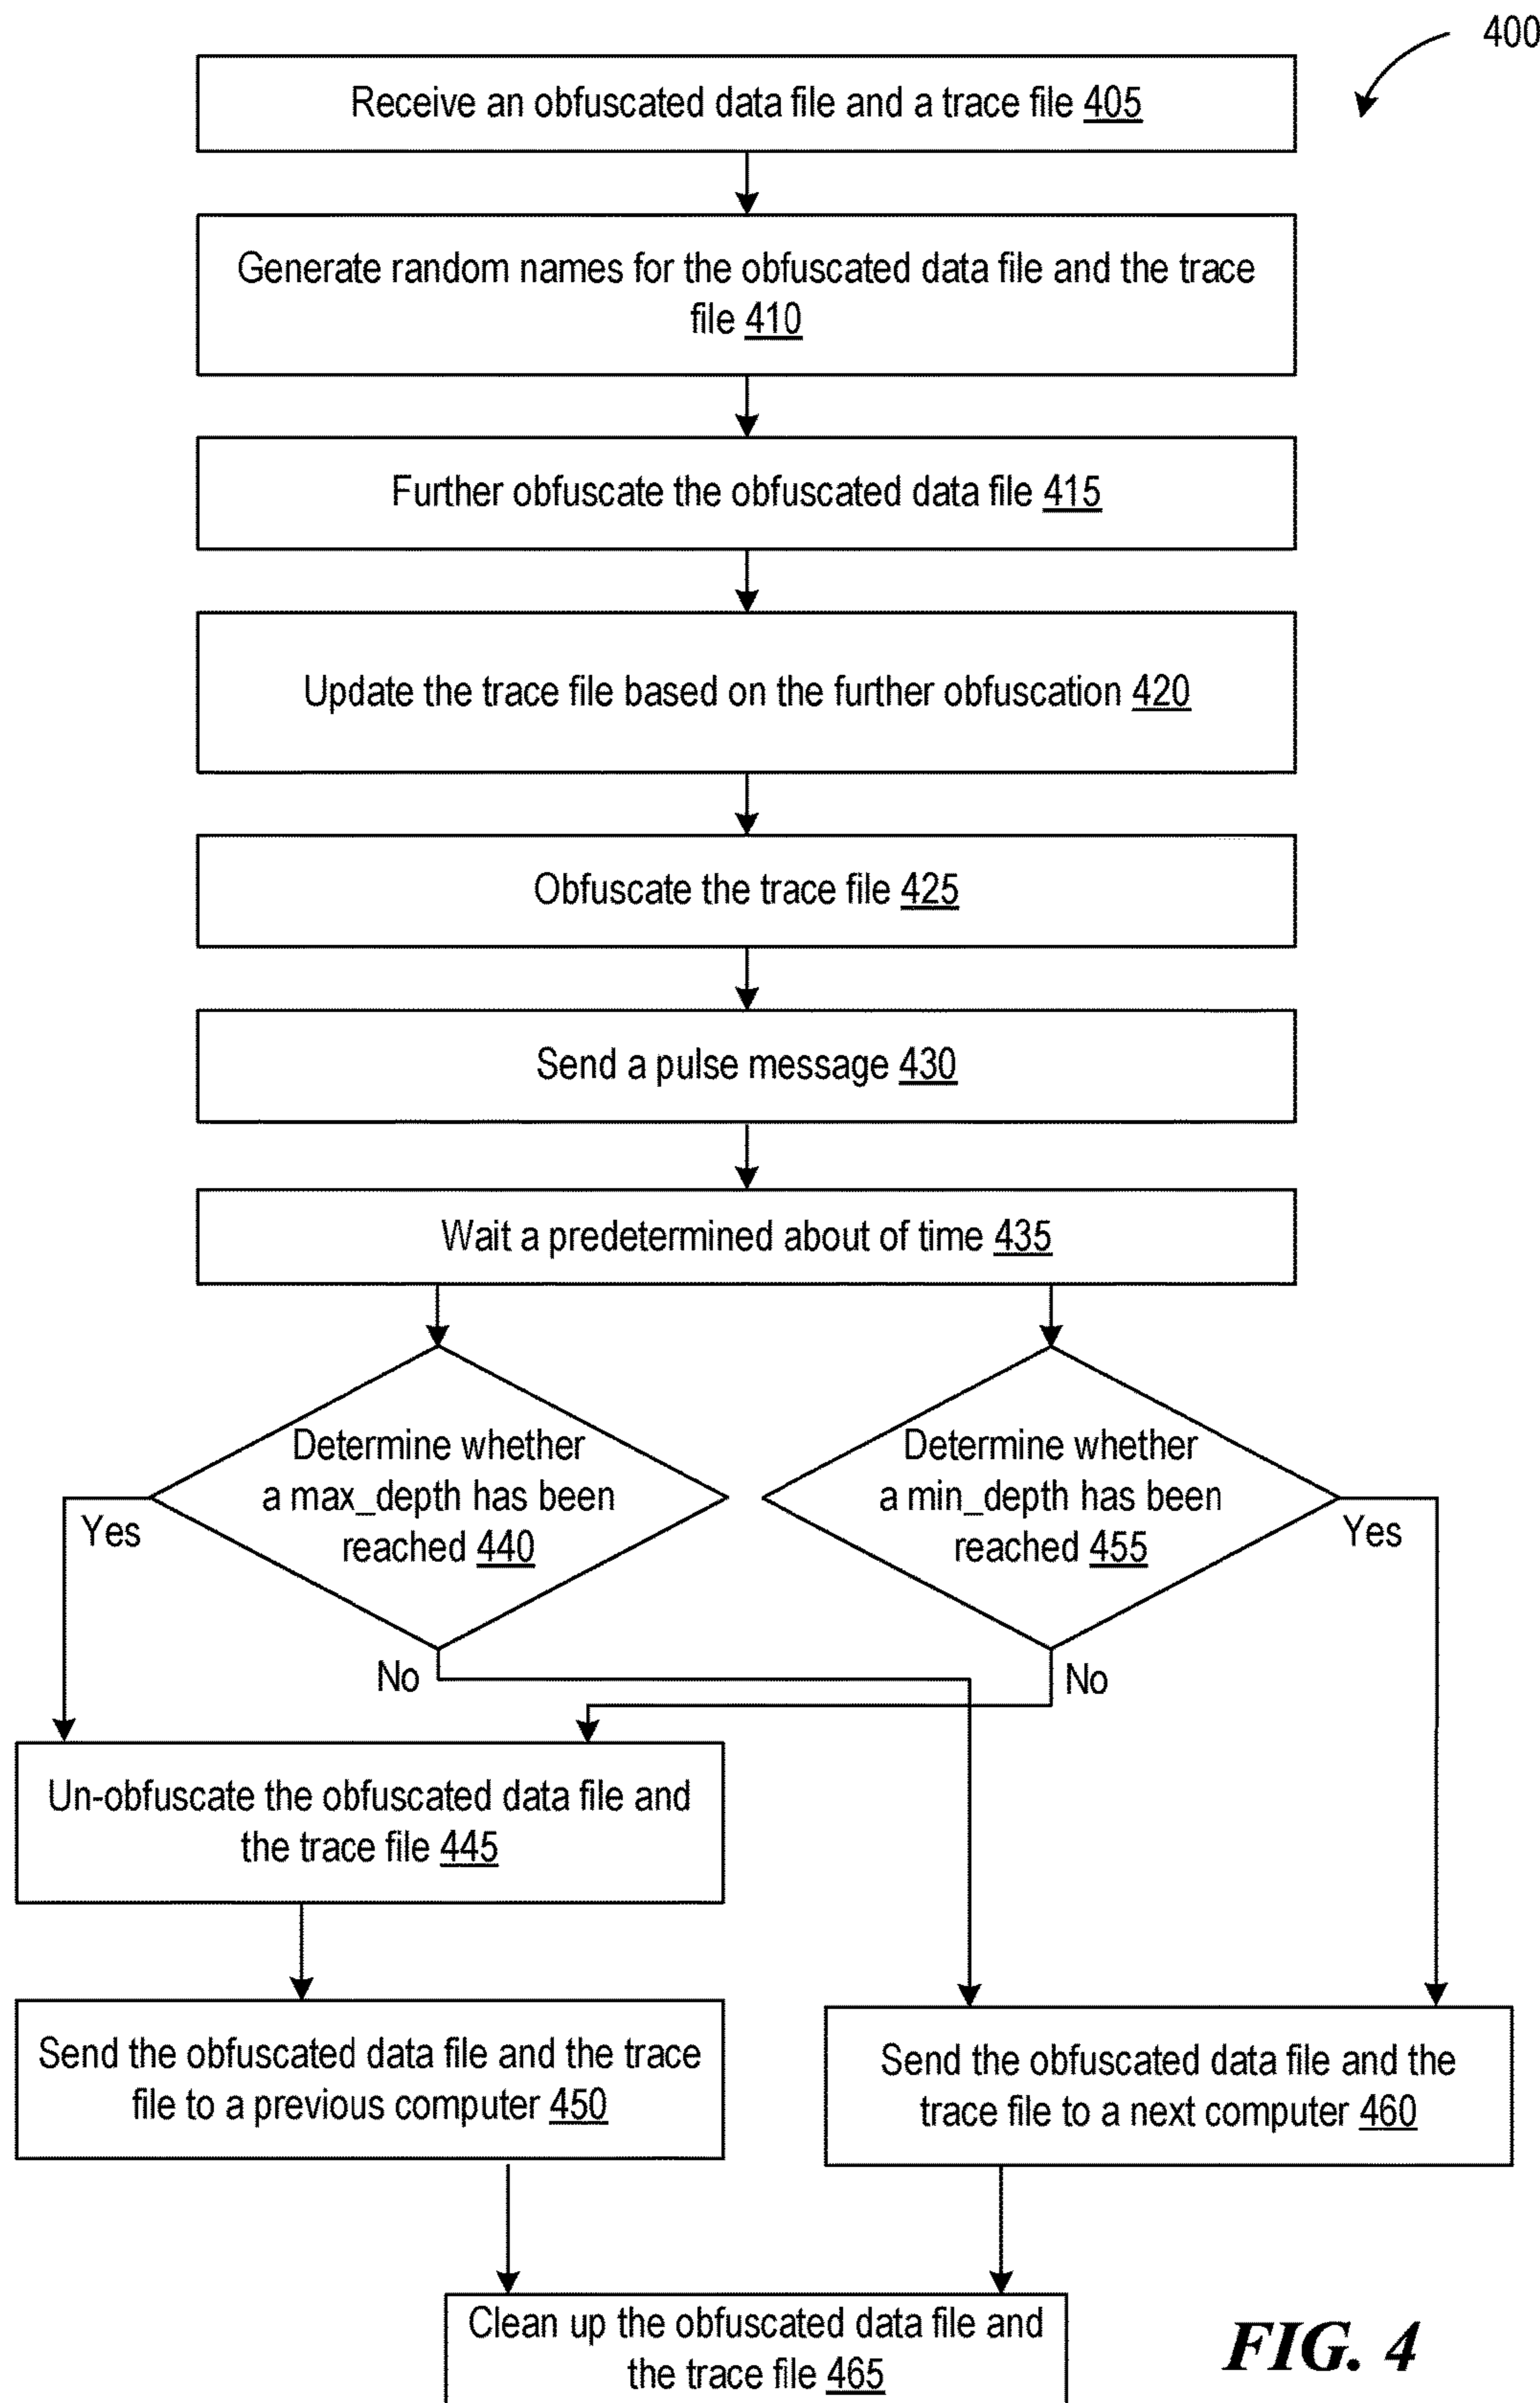 400
Receive an obfuscated data file and a trace file 405
Generate random names for the obfuscated data file and the trace
file 410
Further obfuscate the obfuscated data file 415
Update the trace file based on the further obfuscation 420
Obfuscate the trace file 425
Send a pulse message 430
Wait a predetermined about of time 435
Determine whether
a max_depth has been
reached 440
Determine whether
a min_depth has been
reached 455
Yes
Yes
No
No
Un-obfuscate the obfuscated data file and
the trace file 445
Send the obfuscated data file and the trace
file to a previous computer 450
Send the obfuscated data file and the
trace file to a next computer 460
Clean up the obfuscated data file and
the trace file 465
FIG. 4